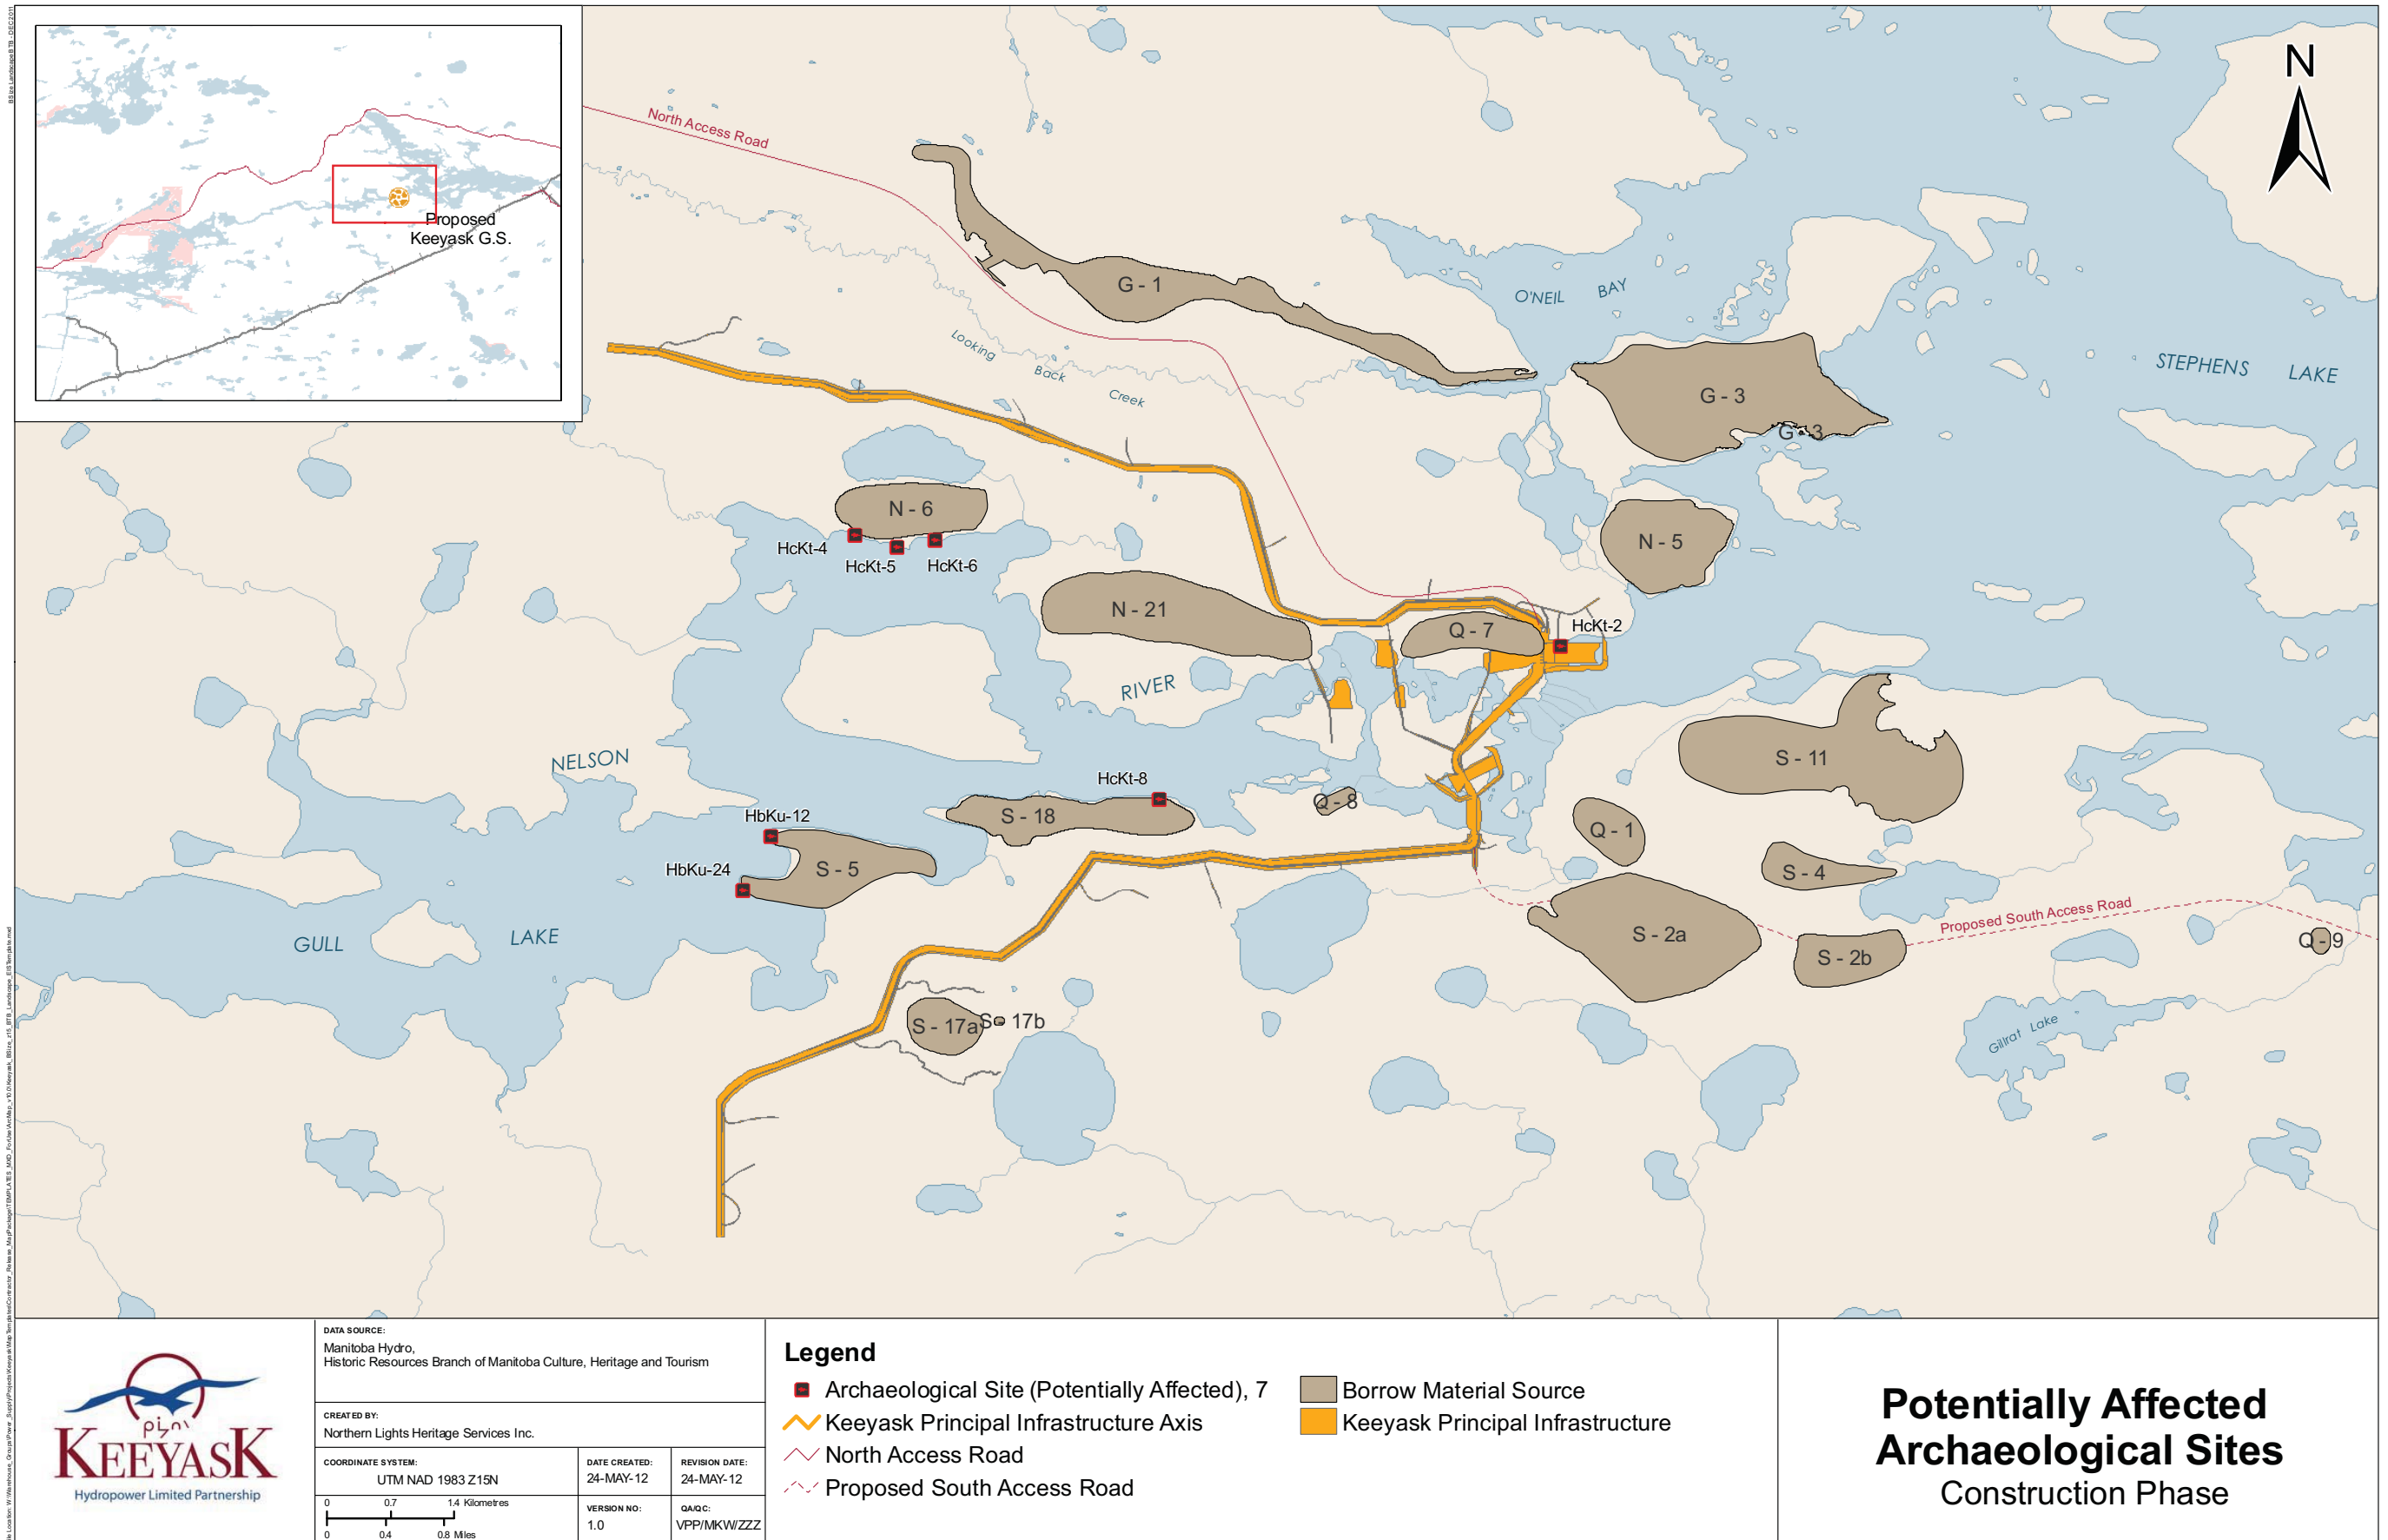 BSize Landscape BTB - DEC 2011
Proposed
Keeyask G.S.
North Access Road
N
G - 1
O'NEIL BAY
Looking Back Creek
STEPHENS LAKE
G - 3
G - 3
N - 6
HcKt-4
HcKt-5
HcKt-6
N - 5
N - 21
Q - 7
HcKt-2
RIVER
NELSON
S - 11
HcKt-8
Q - 8
S - 18
HbKu-12
Q - 1
HbKu-24
S - 5
S - 4
GULL LAKE
S - 2a
Proposed South Access Road
S - 2b
Q - 9
S - 17a
S - 17b
Gillrat Lake
KEEYASK
Hydropower Limited Partnership
DATA SOURCE:
Manitoba Hydro,
Historic Resources Branch of Manitoba Culture, Heritage and Tourism
CREATED BY:
Northern Lights Heritage Services Inc.
COORDINATE SYSTEM:
UTM NAD 1983 Z15N
DATE CREATED:
24-MAY-12
REVISION DATE:
24-MAY-12
0 0.7 1.4 Kilometres
0 0.4 0.8 Miles
VERSION NO:
1.0
QA/QC:
VPP/MKW/ZZZ
Legend
Archaeological Site (Potentially Affected), 7
Keeyask Principal Infrastructure Axis
North Access Road
Proposed South Access Road
Borrow Material Source
Keeyask Principal Infrastructure
Potentially Affected
Archaeological Sites
Construction Phase